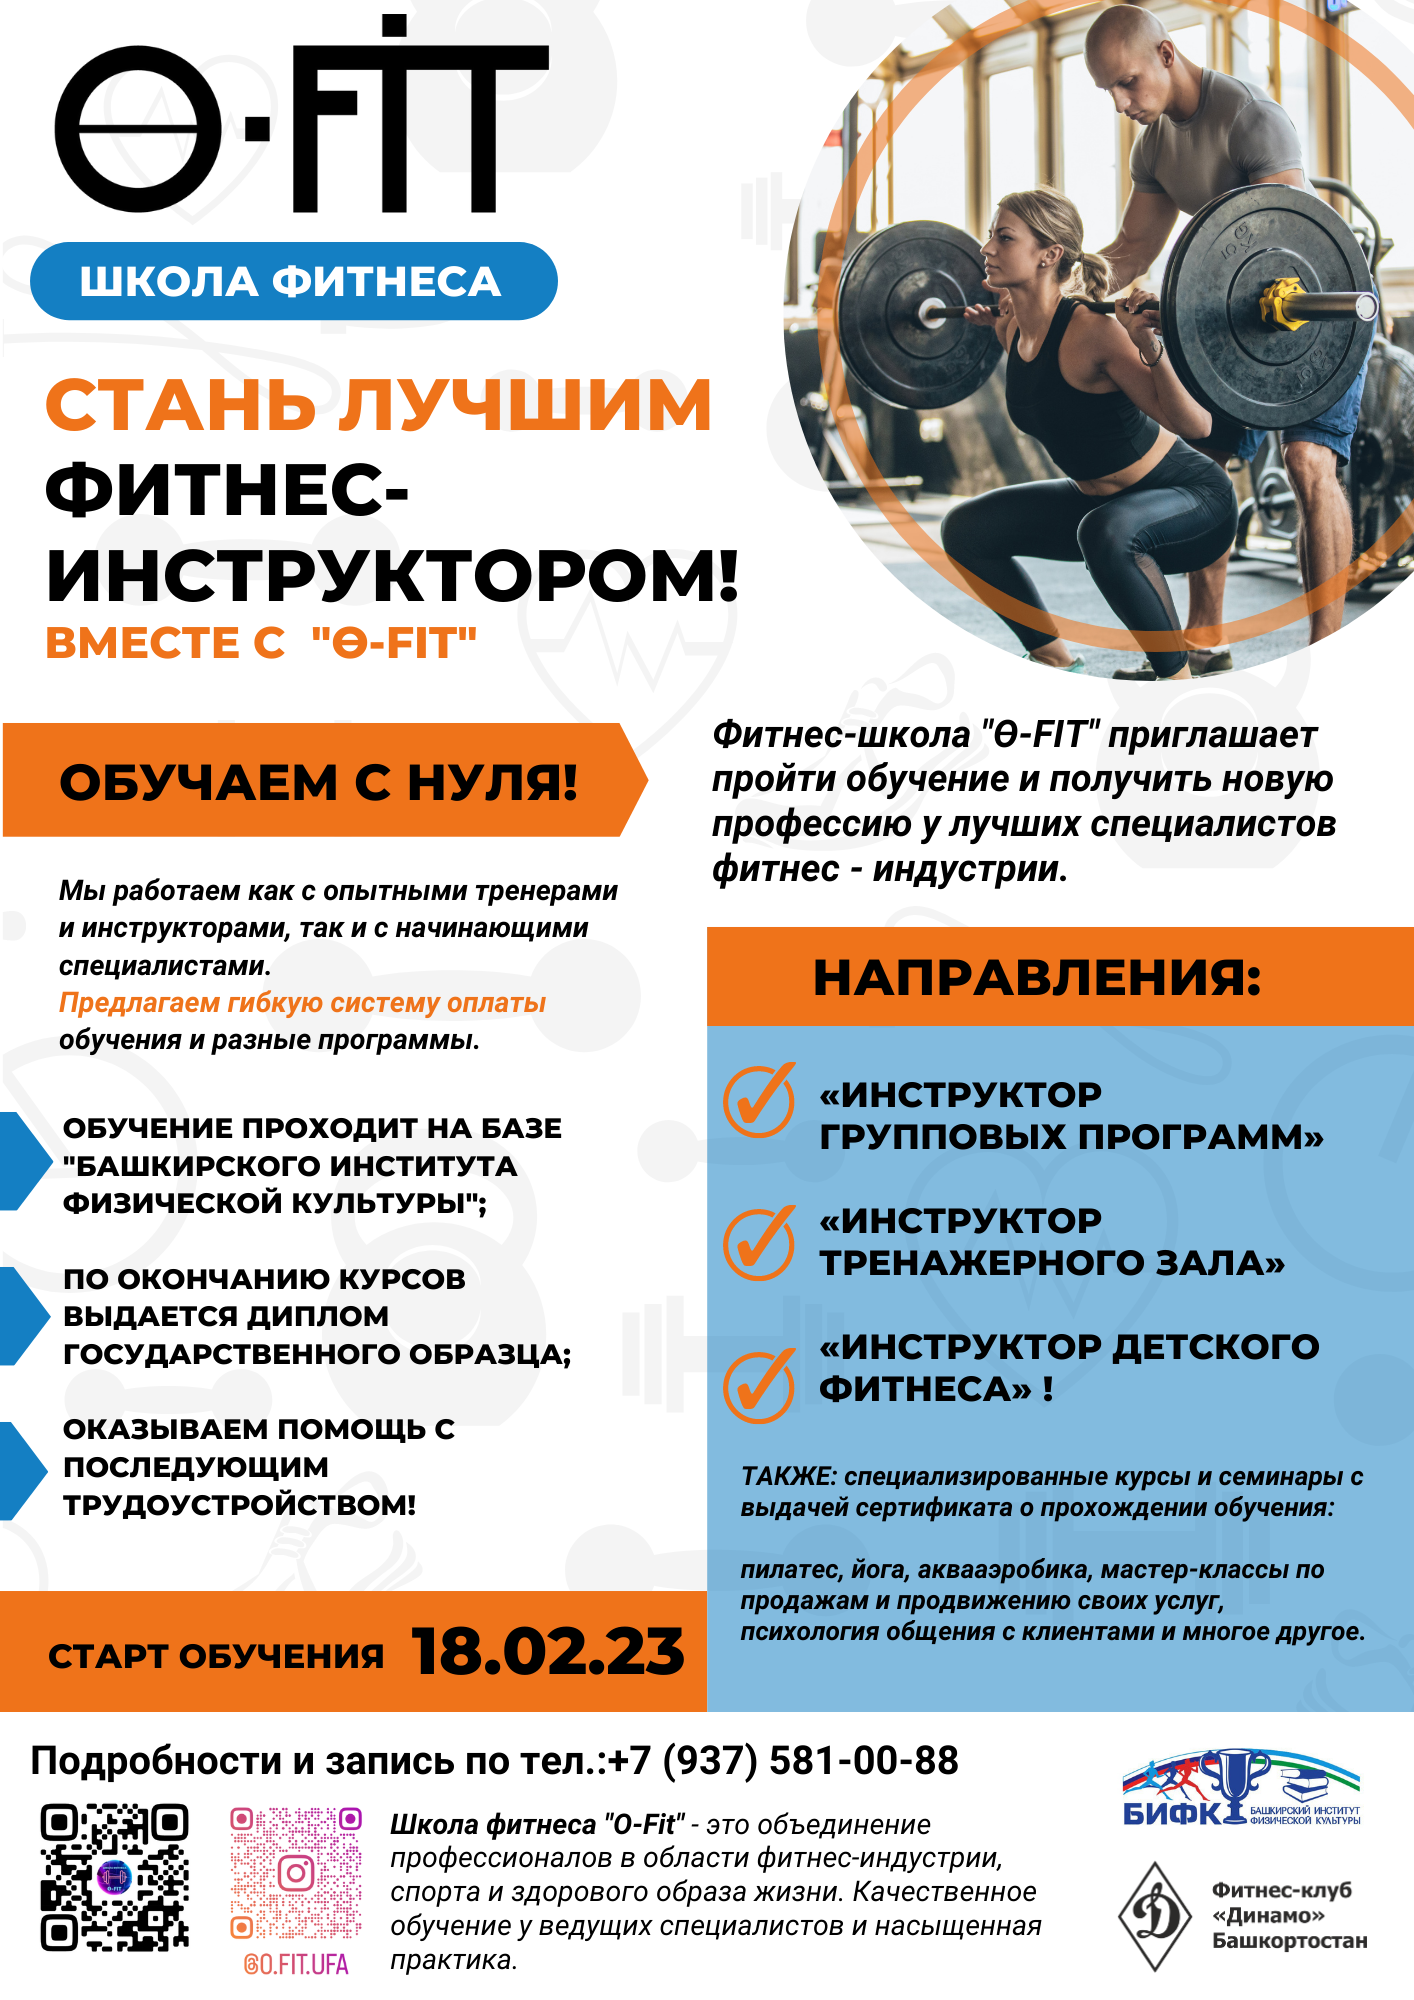 Ө·FIT
ШКОЛА ФИТНЕСА
СТАНЬ ЛУЧШИМ
ФИТНЕС-
ИНСТРУКТОРОМ!
ВМЕСТЕ С "Ө-FIT"
ОБУЧАЕМ С НУЛЯ!
Мы работаем как с опытными тренерами
и инструкторами, так и с начинающими
специалистами.
Предлагаем гибкую систему оплаты
обучения и разные программы.
ОБУЧЕНИЕ ПРОХОДИТ НА БАЗЕ
"БАШКИРСКОГО ИНСТИТУТА
ФИЗИЧЕСКОЙ КУЛЬТУРЫ";
ПО ОКОНЧАНИЮ КУРСОВ
ВЫДАЕТСЯ ДИПЛОМ
ГОСУДАРСТВЕННОГО ОБРАЗЦА;
ОКАЗЫВАЕМ ПОМОЩЬ С
ПОСЛЕДУЮЩИМ
ТРУДОУСТРОЙСТВОМ!
СТАРТ ОБУЧЕНИЯ 18.02.23
Фитнес-школа "Ө-FIT" приглашает
пройти обучение и получить новую
профессию у лучших специалистов
фитнес - индустрии.
НАПРАВЛЕНИЯ:
«ИНСТРУКТОР
ГРУППОВЫХ ПРОГРАММ»
«ИНСТРУКТОР
ТРЕНАЖЕРНОГО ЗАЛА»
«ИНСТРУКТОР ДЕТСКОГО
ФИТНЕСА» !
ТАКЖЕ: специализированные курсы и семинары с
выдачей сертификата о прохождении обучения:
пилатес, йога, аквааэробика, мастер-классы по
продажам и продвижению своих услуг,
психология общения с клиентами и многое другое.
Подробности и запись по тел.:+7 (937) 581-00-88
@O.FIT.UFA
Школа фитнеса "O-Fit" - это объединение
профессионалов в области фитнес-индустрии,
спорта и здорового образа жизни. Качественное
обучение у ведущих специалистов и насыщенная
практика.
БИФК
БАШКИРСКИЙ ИНСТИТУТ
ФИЗИЧЕСКОЙ КУЛЬТУРЫ
Д
Фитнес-клуб
«Динамо»
Башкортостан